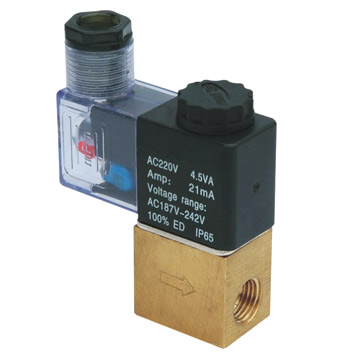 AC220V 4.5VA
Amp: 21mA
Voltage range:
AC187V~242V
100% ED IP65